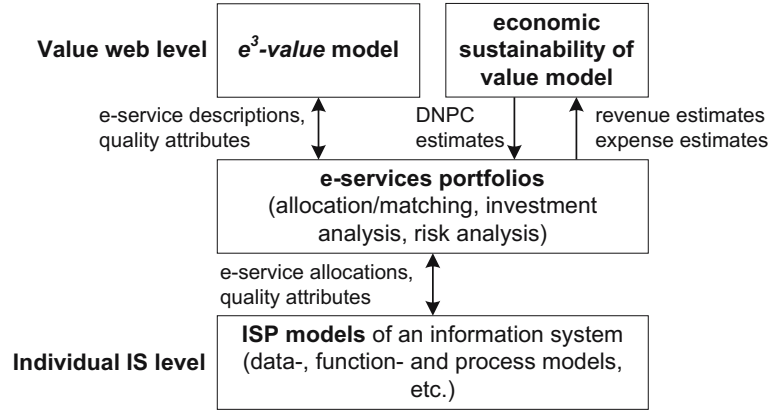 Value web level
e³-value model
economic
sustainability of
value model
e-service descriptions,
quality attributes
DNPC
estimates
revenue estimates
expense estimates
e-services portfolios
(allocation/matching, investment
analysis, risk analysis)
e-service allocations,
quality attributes
Individual IS level
ISP models of an information system
(data-, function- and process models,
etc.)